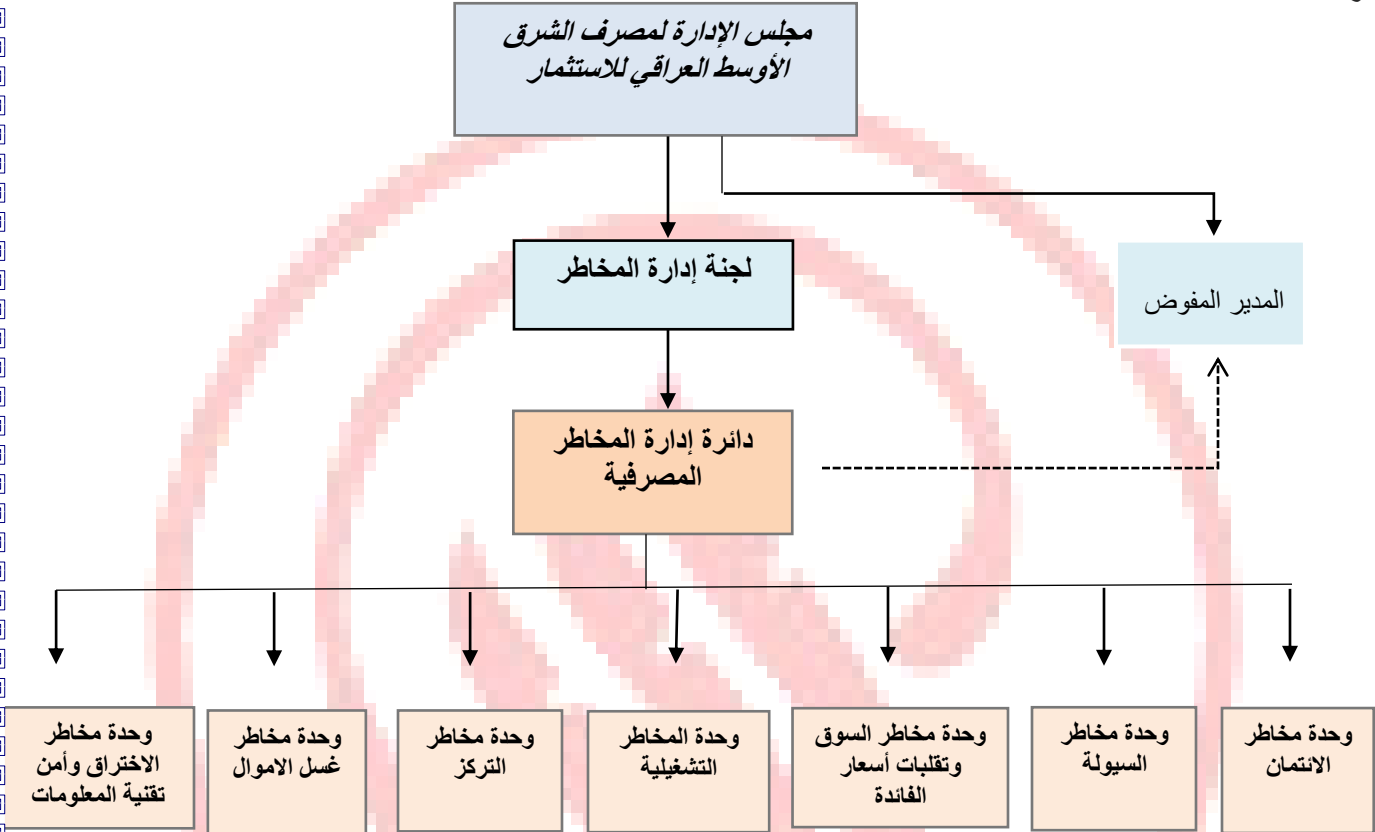 مجلس الإدارة لمصرف الشرق
الأوسط العراقي للاستثمار
لجنة إدارة المخاطر
المدير المفوض
دائرة إدارة المخاطر
المصرفية
وحدة مخاطر
الائتمان
وحدة مخاطر
السيولة
وحدة مخاطر السوق
وتقلبات أسعار
الفائدة
وحدة المخاطر
التشغيلية
وحدة مخاطر
التركز
وحدة مخاطر
غسل الاموال
وحدة مخاطر
الاختراق وأمن
تقنية المعلومات